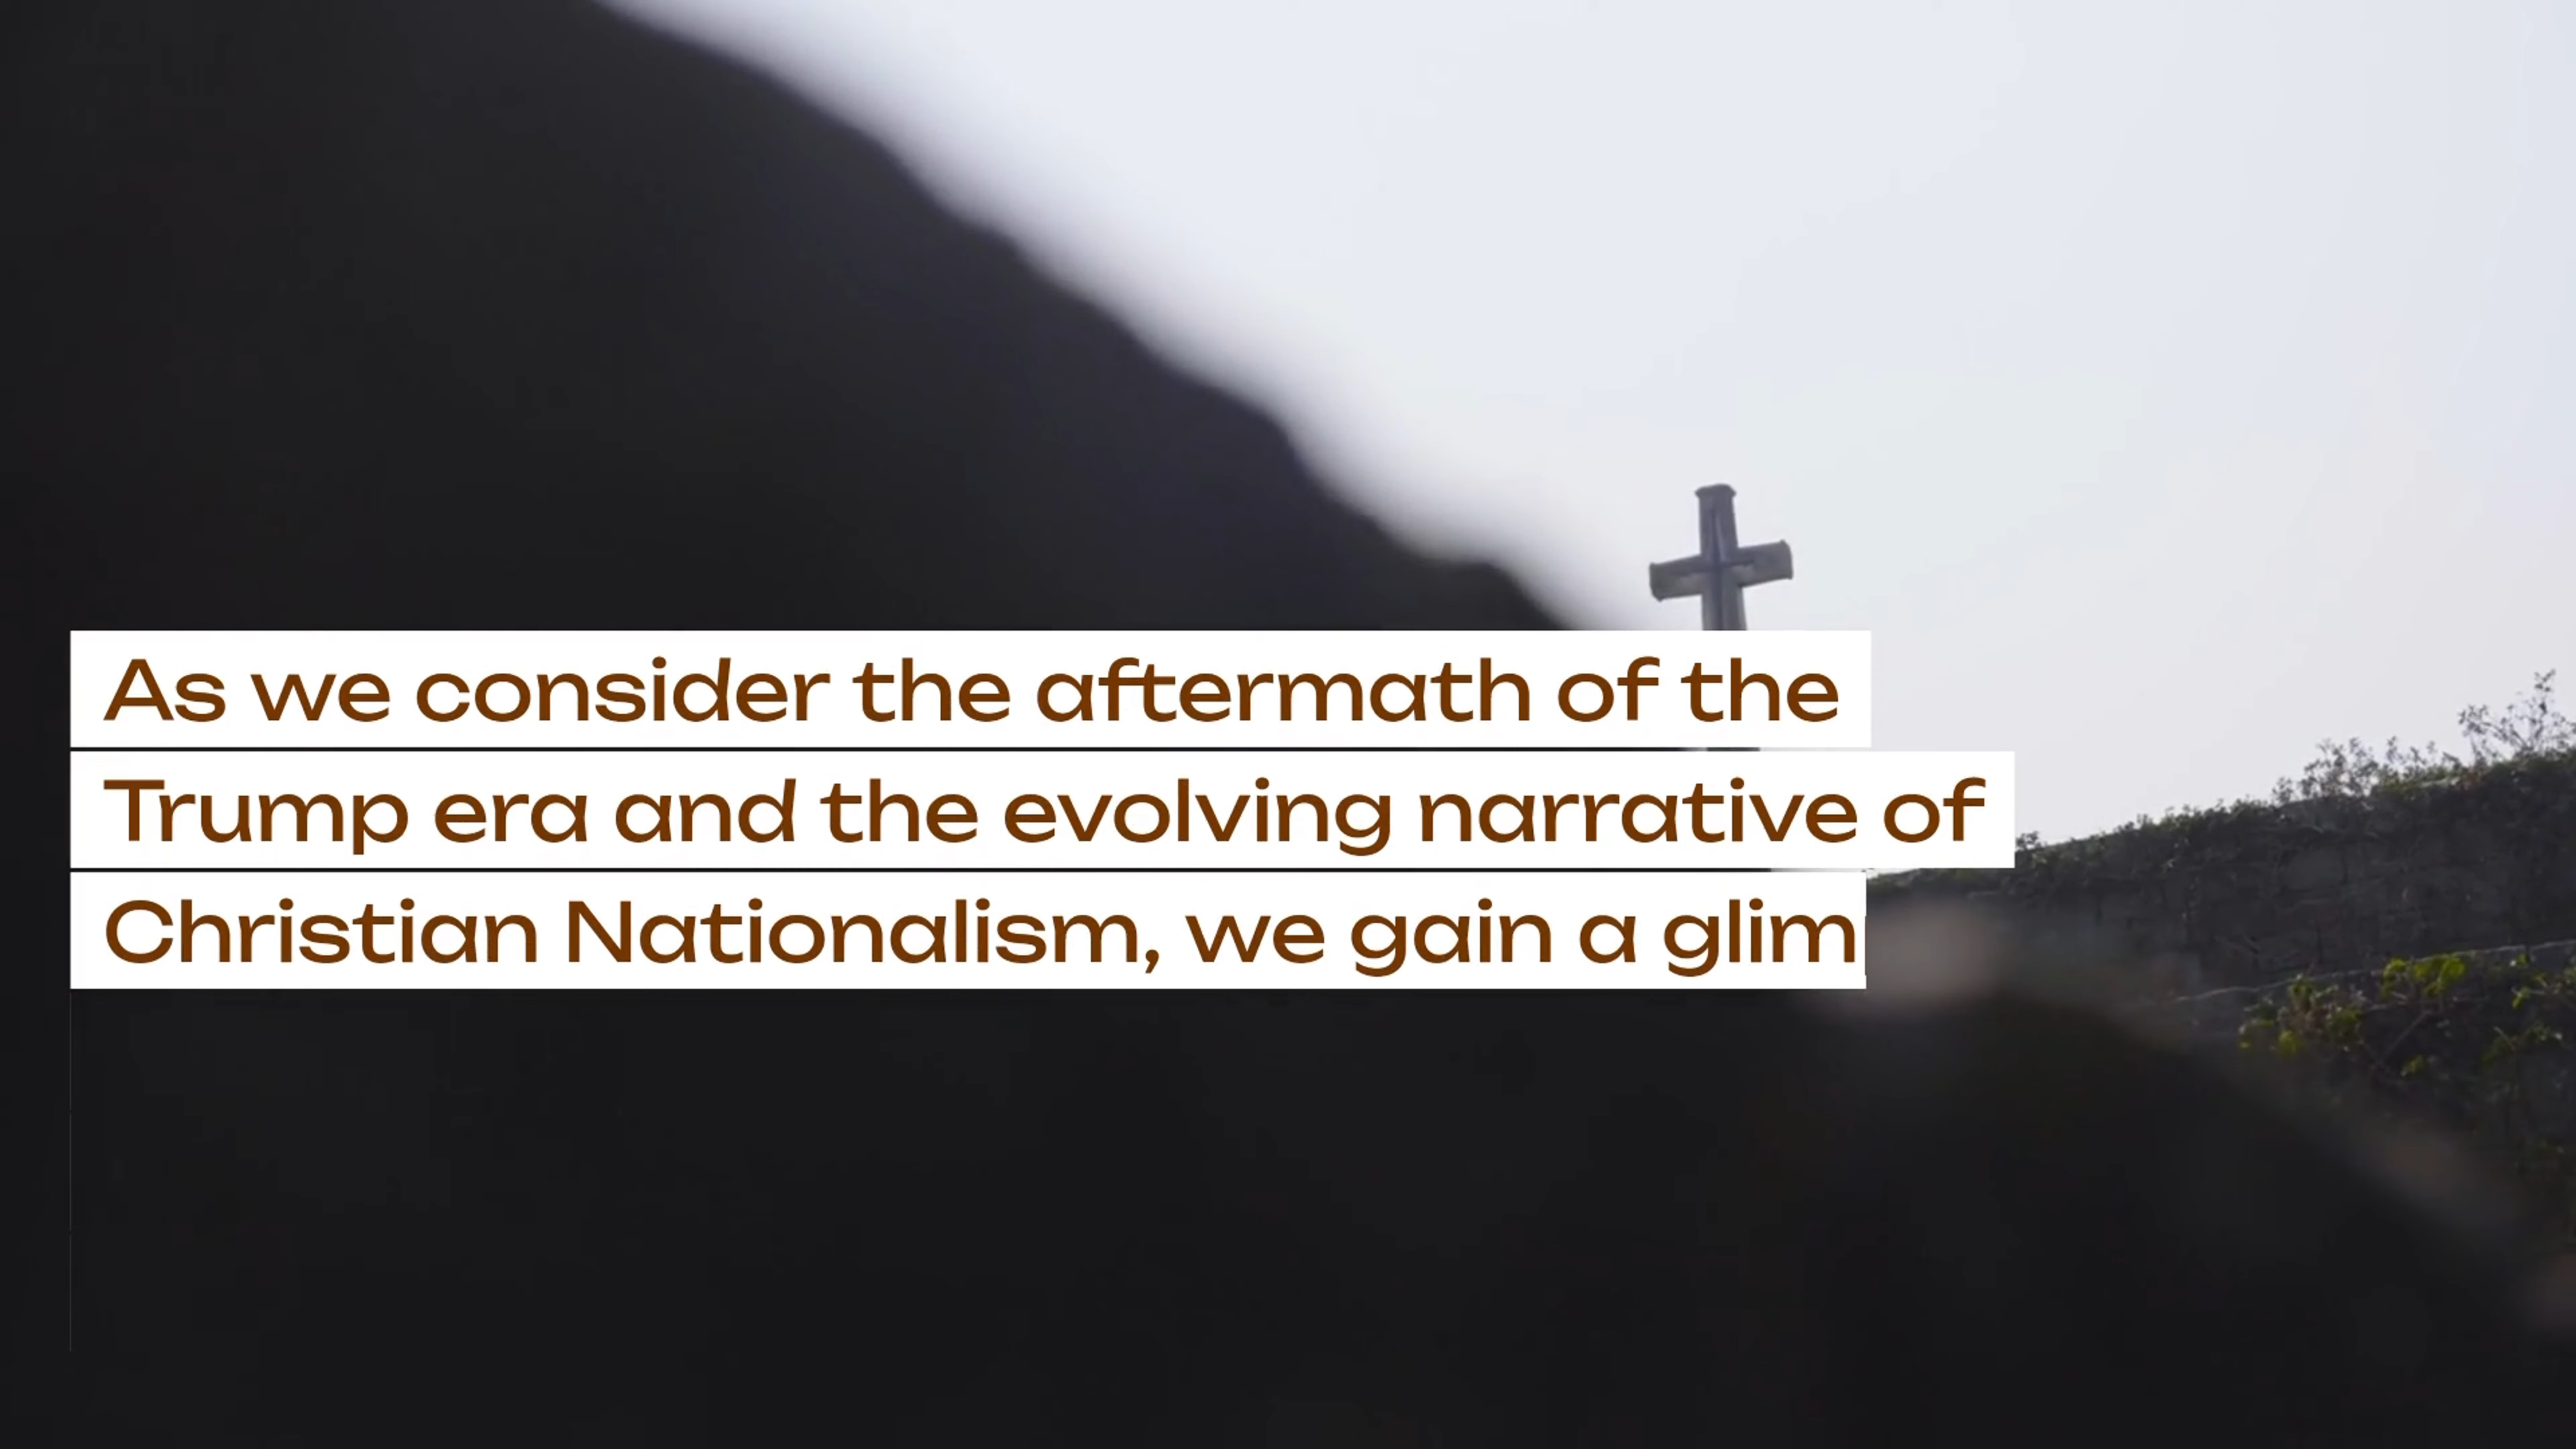 As we consider the aftermath of the
Trump era and the evolving narrative of
Christian Nationalism, we gain a glim